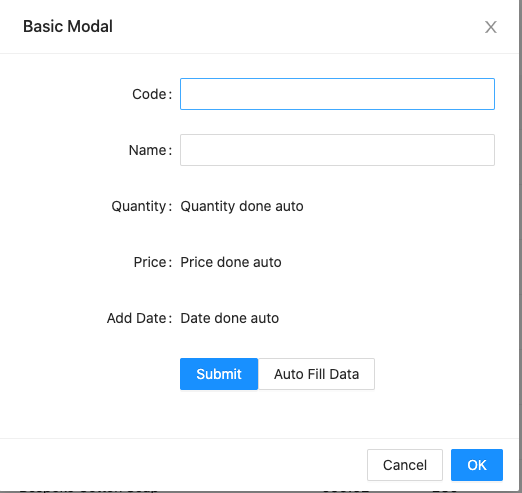 Basic Modal
Code:
Name:
Quantity: Quantity done auto
Price: Price done auto
Add Date: Date done auto
Submit Auto Fill Data
Cancel OK